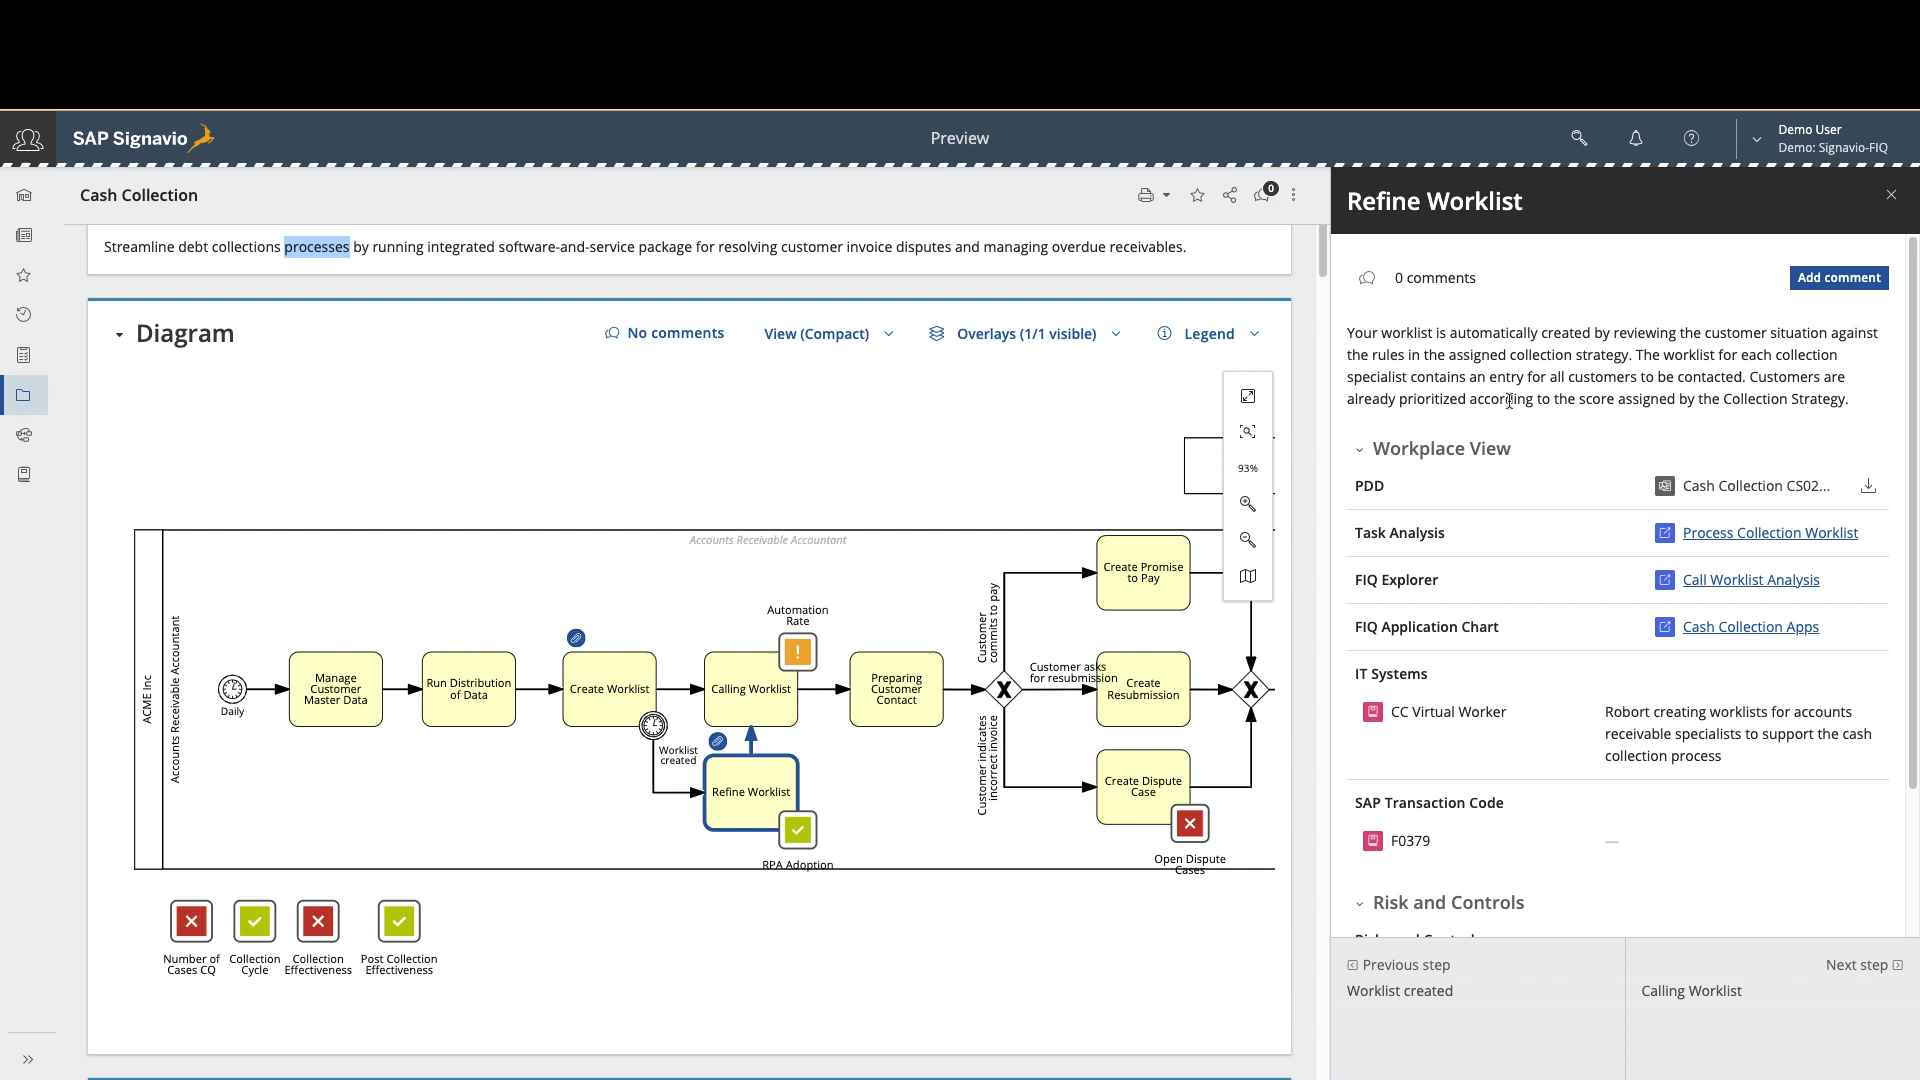 SAP Signavio
Preview
Demo User
Demo: Signavio-FIQ
Cash Collection
0
Streamline debt collections processes by running integrated software-and-service package for resolving customer invoice disputes and managing overdue receivables.
Diagram
No comments
View (Compact)
Overlays (1/1 visible)
Legend
93%
ACME Inc
Accounts Receivable Accountant
Accounts Receivable Accountant
Daily
Manage
Customer
Master Data
Run Distribution
of Data
Create Worklist
Worklist
created
Automation
Rate
!
Calling Worklist
Refine Worklist
RPA Adoption
Preparing
Customer
Contact
Customer
commits to pay
Customer asks
for resubmission
Customer indicates
incorrect invoice
Create Promise
to Pay
Create
Resubmission
Create Dispute
Case
Open Dispute
Cases
Number of
Cases CQ
Collection
Cycle
Collection
Effectiveness
Post Collection
Effectiveness
Refine Worklist
0 comments
Add comment
Your worklist is automatically created by reviewing the customer situation against
the rules in the assigned collection strategy. The worklist for each collection
specialist contains an entry for all customers to be contacted. Customers are
already prioritized according to the score assigned by the Collection Strategy.
Workplace View
PDD
Cash Collection CS02...
Task Analysis
Process Collection Worklist
FIQ Explorer
Call Worklist Analysis
FIQ Application Chart
Cash Collection Apps
IT Systems
CC Virtual Worker
Robort creating worklists for accounts
receivable specialists to support the cash
collection process
SAP Transaction Code
F0379
—
Risk and Controls
Previous step
Worklist created
Next step
Calling Worklist